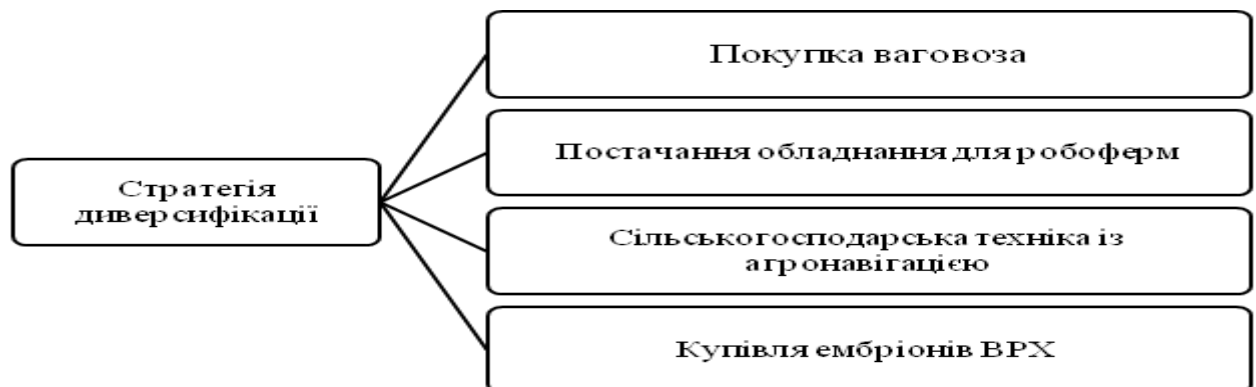 Покупка ваговоза
Постачання обладнання для робоферм
Стратегія
диверсифікації
Сільськогосподарська техніка із
агронавігацією
Купівля ембріонів ВРХ